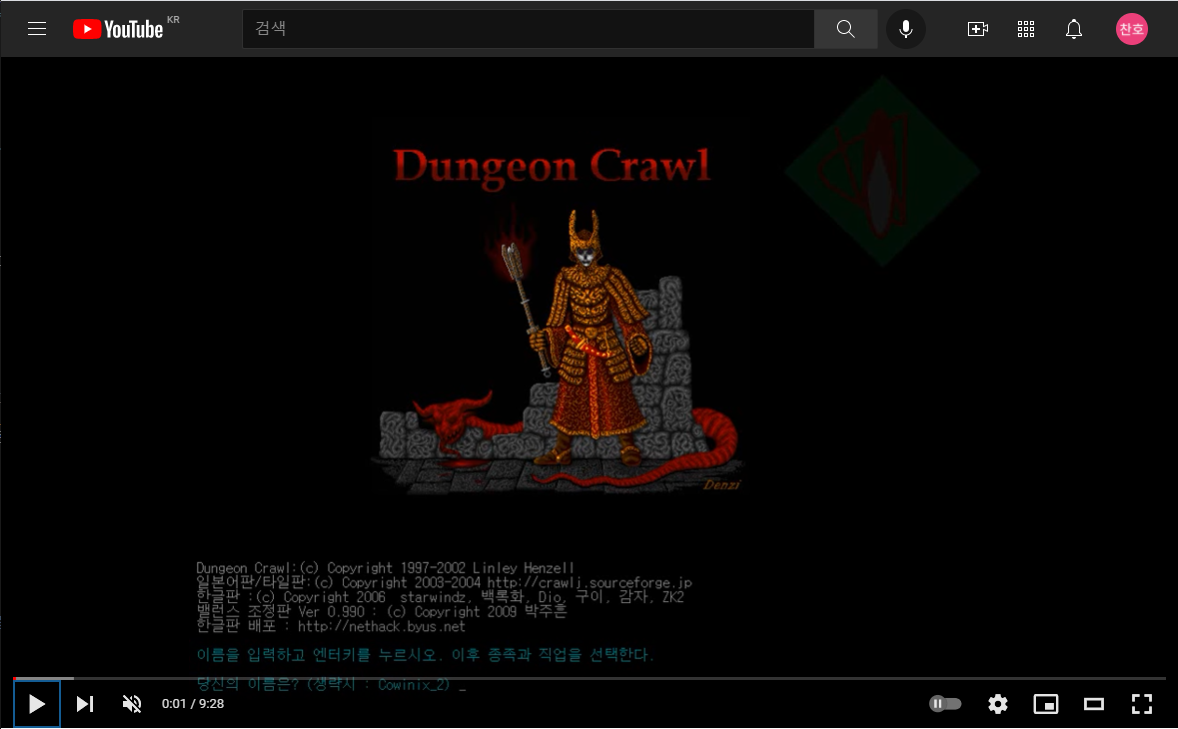 YouTube KR
검색
찬호
Dungeon Crawl
Denzi
Dungeon Crawl:(c) Copyright 1997-2002 Linley Henzell
일본어판/타일판:(c) Copyright 2003-2004 http://crawlj.sourceforge.jp
한글판 :(c) Copyright 2006 starwindz, 백록화, Dio, 구이, 감자, ZK2
밸런스 조정판 Ver 0.990 : (c) Copyright 2009 박주흔
한글판 배포 : http://nethack.byus.net
이름을 입력하고 엔터키를 누르시오. 이후 종족과 직업을 선택한다.
당신의 이름은? (생략시 : Cowinix_2) _
0:01 / 9:28